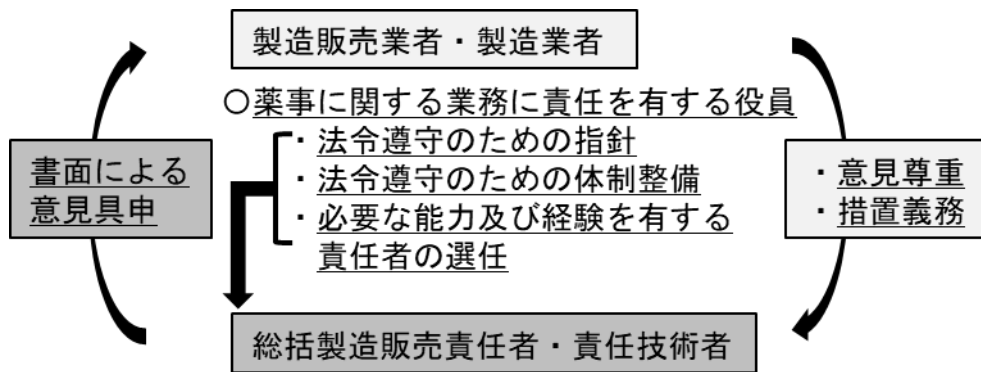 製造販売業者・製造業者
○薬事に関する業務に責任を有する役員
・法令遵守のための指針
・法令遵守のための体制整備
・必要な能力及び経験を有する
責任者の選任
書面による
意見具申
・意見尊重
・措置義務
総括製造販売責任者・責任技術者